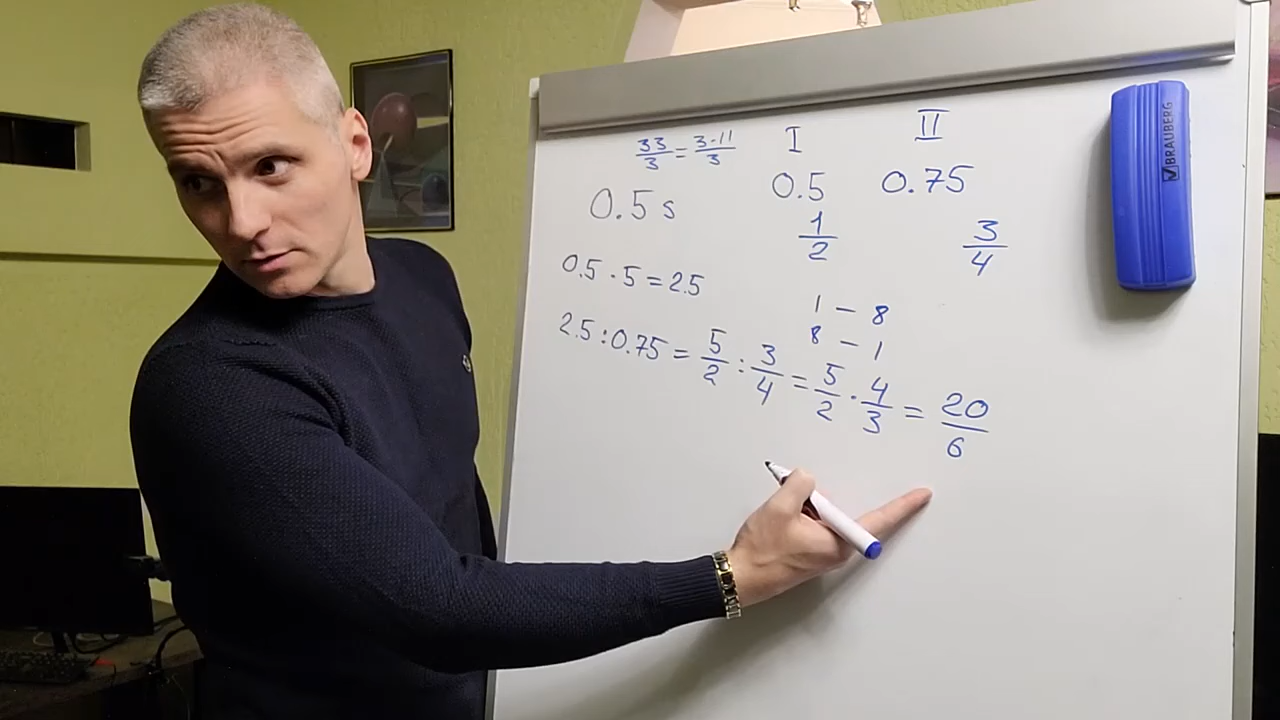 33/3 = 3·11/3
I II
0.5 s 0.5 0.75
1/2 3/4
0.5 · 5 = 2.5
1 – 8
8 – 1
2.5 : 0.75 = 5/2 : 3/4 = 5/2 · 4/3 = 20/6
BRAUBERG